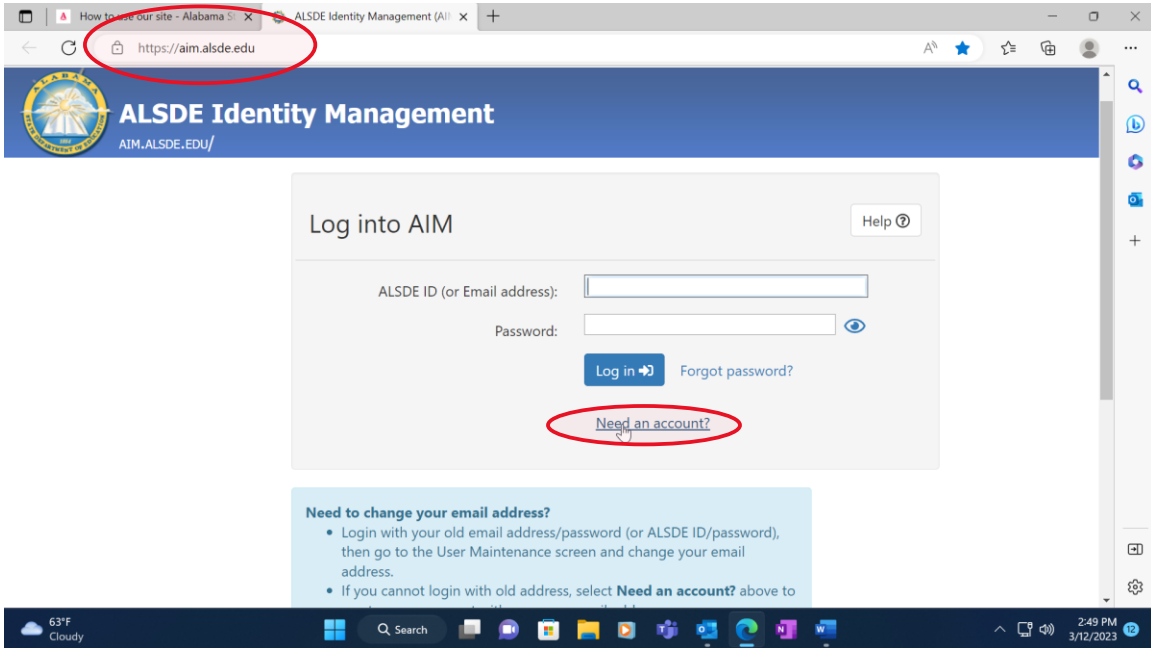 How to use our site - Alabama S
ALSDE Identity Management (AI
https://aim.alsde.edu
ALABAMA
ALSDE Identity Management
AIM.ALSDE.EDU/
Log into AIM
Help
ALSDE ID (or Email address):
Password:
Log in
Forgot password?
Need an account?
Need to change your email address?
• Login with your old email address/password (or ALSDE ID/password),
then go to the User Maintenance screen and change your email
address.
• If you cannot login with old address, select Need an account? above to
63°F
Cloudy
Search
2:49 PM
3/12/2023
12